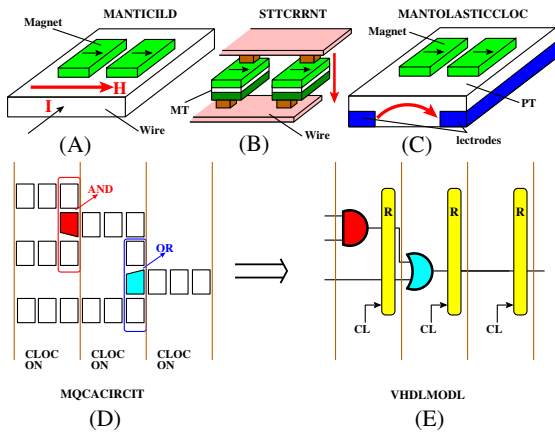 MANTICILD
STTCRRNT
MANTOLASTICCLOC
Magnet
H
I
Wire
(A)
MT
Wire
(B)
Magnet
PT
lectrodes
(C)
AND
OR
CLOC
ON
CLOC
ON
CLOC
ON
MQCACIRCIT
(D)
R
R
R
CL
CL
CL
VHDLMODL
(E)